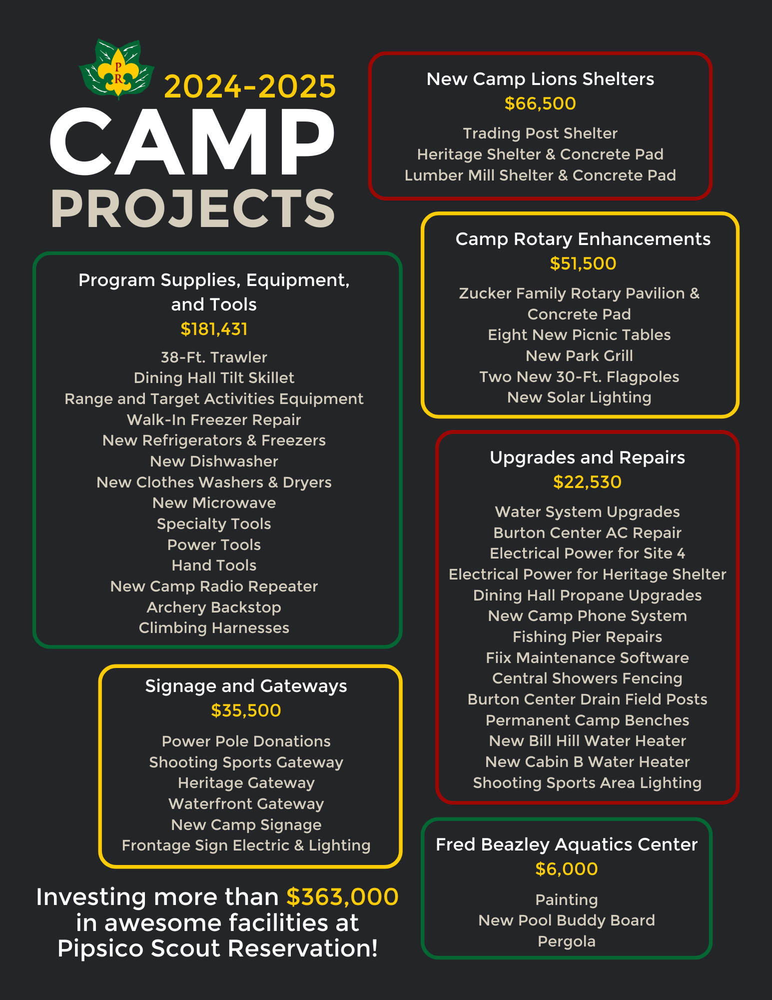 P
R
2024-2025
CAMP
PROJECTS
New Camp Lions Shelters
$66,500
Trading Post Shelter
Heritage Shelter & Concrete Pad
Lumber Mill Shelter & Concrete Pad
Camp Rotary Enhancements
$51,500
Zucker Family Rotary Pavilion &
Concrete Pad
Eight New Picnic Tables
New Park Grill
Two New 30-Ft. Flagpoles
New Solar Lighting
Program Supplies, Equipment,
and Tools
$181,431
38-Ft. Trawler
Dining Hall Tilt Skillet
Range and Target Activities Equipment
Walk-In Freezer Repair
New Refrigerators & Freezers
New Dishwasher
New Clothes Washers & Dryers
New Microwave
Specialty Tools
Power Tools
Hand Tools
New Camp Radio Repeater
Archery Backstop
Climbing Harnesses
Upgrades and Repairs
$22,530
Water System Upgrades
Burton Center AC Repair
Electrical Power for Site 4
Electrical Power for Heritage Shelter
Dining Hall Propane Upgrades
New Camp Phone System
Fishing Pier Repairs
Fiix Maintenance Software
Central Showers Fencing
Burton Center Drain Field Posts
Permanent Camp Benches
New Bill Hill Water Heater
New Cabin B Water Heater
Shooting Sports Area Lighting
Signage and Gateways
$35,500
Power Pole Donations
Shooting Sports Gateway
Heritage Gateway
Waterfront Gateway
New Camp Signage
Frontage Sign Electric & Lighting
Fred Beazley Aquatics Center
$6,000
Painting
New Pool Buddy Board
Pergola
Investing more than $363,000
in awesome facilities at
Pipsico Scout Reservation!